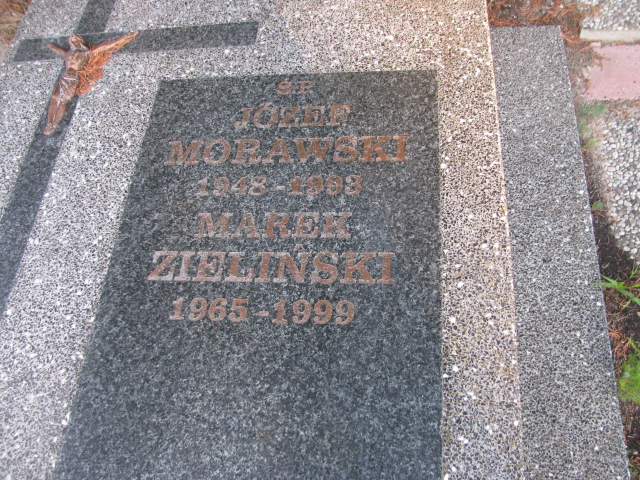 Ś.P.
JÓZEF
MORAWSKI
1948-1993
MAREK
ZIELIŃSKI
1965-1999